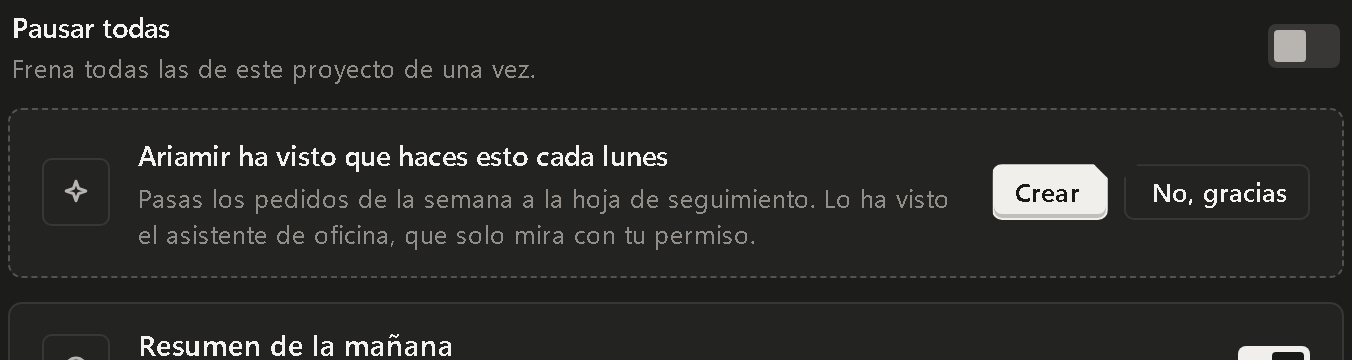 Pausar todas
Frena todas las de este proyecto de una vez.
Ariamir ha visto que haces esto cada lunes
Pasas los pedidos de la semana a la hoja de seguimiento. Lo ha visto
el asistente de oficina, que solo mira con tu permiso.
Crear
No, gracias
Resumen de la mañana